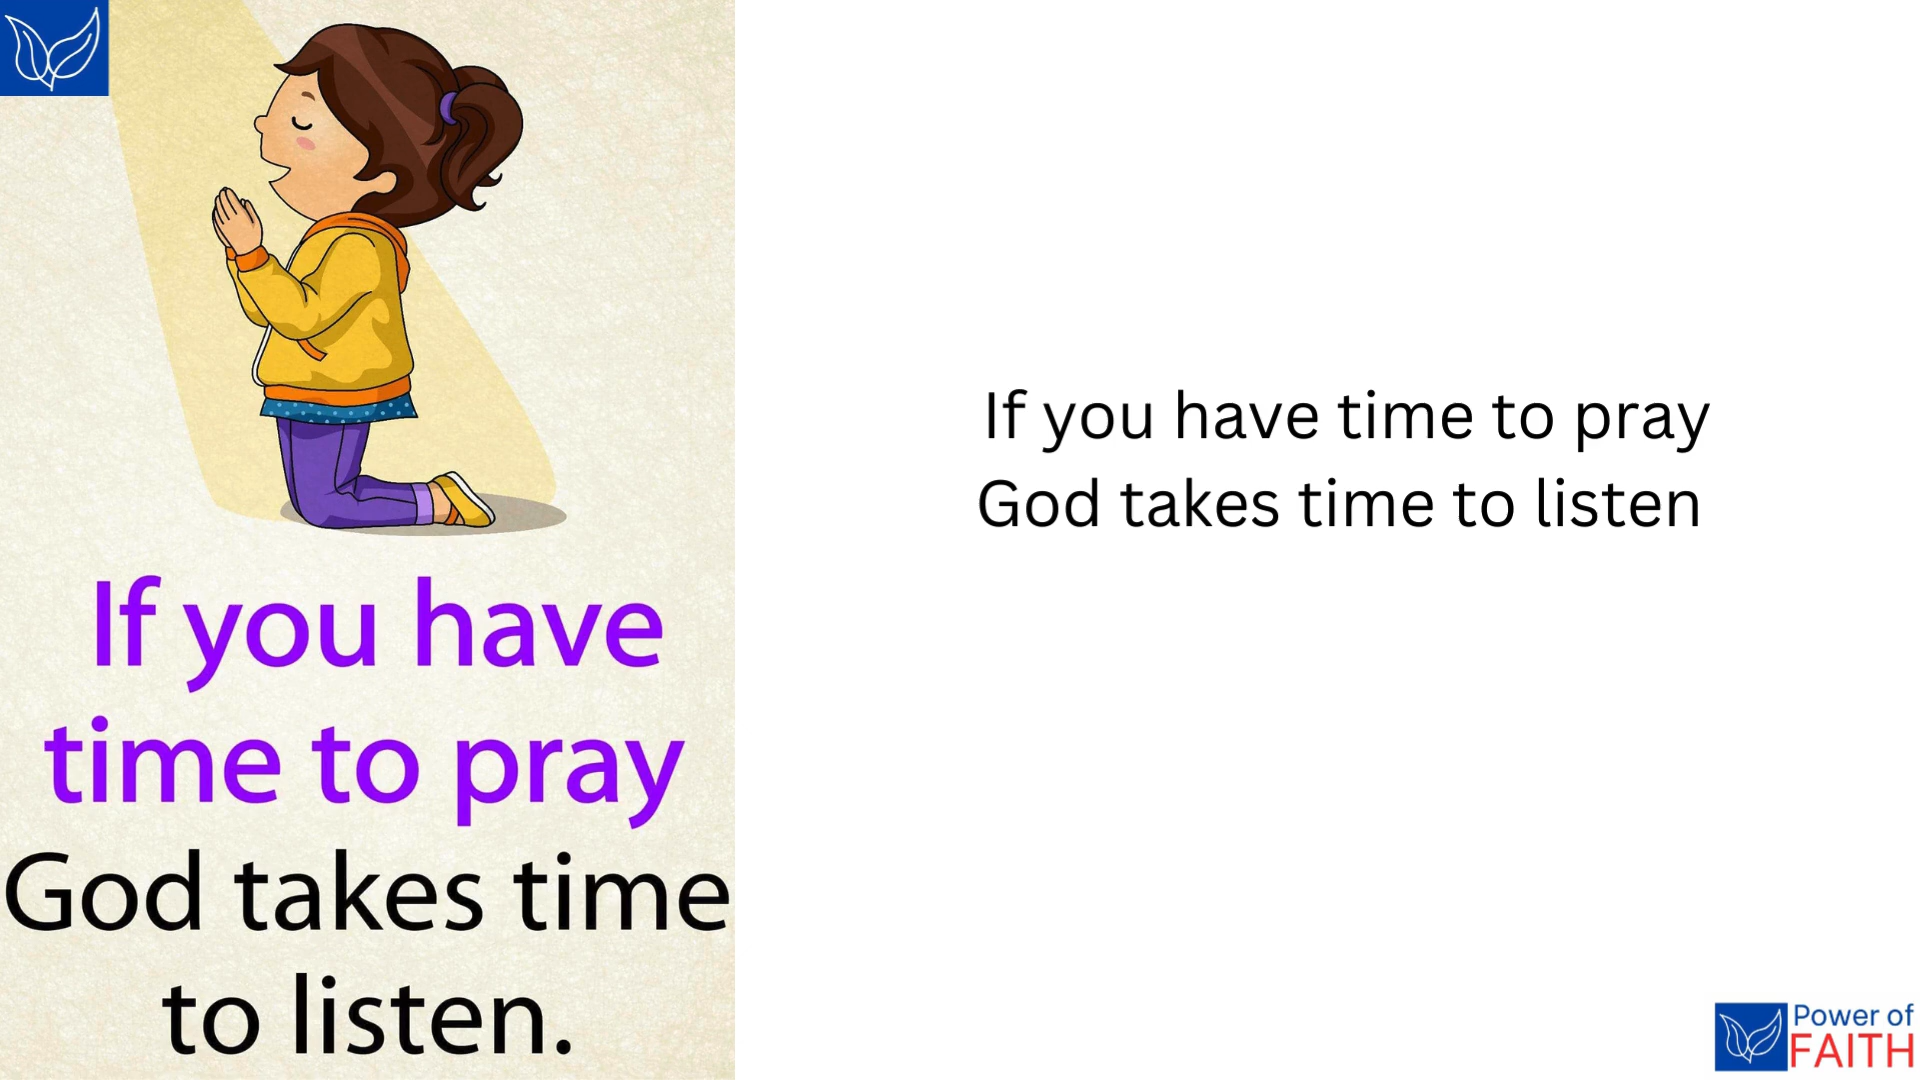 If you have
time to pray
God takes time
to listen.
If you have time to pray
God takes time to listen
Power of
FAITH